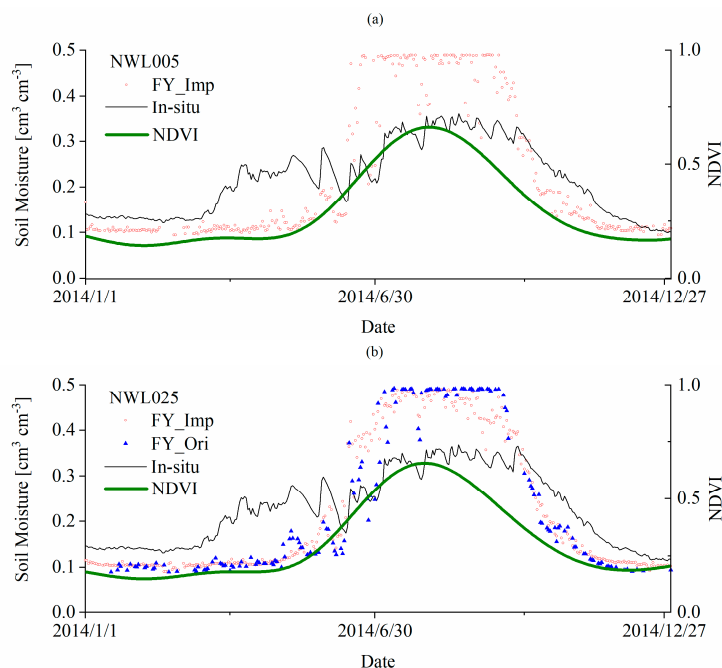 (a)
NWL005
FY_Imp
In-situ
NDVI
0.5
0.4
0.3
0.2
0.1
0.0
Soil Moisture [cm³ cm⁻³]
1.0
0.5
0.0
NDVI
2014/1/1
2014/6/30
2014/12/27
Date
(b)
NWL025
FY_Imp
FY_Ori
In-situ
NDVI
0.5
0.4
0.3
0.2
0.1
0.0
Soil Moisture [cm³ cm⁻³]
1.0
0.5
0.0
NDVI
2014/1/1
2014/6/30
2014/12/27
Date